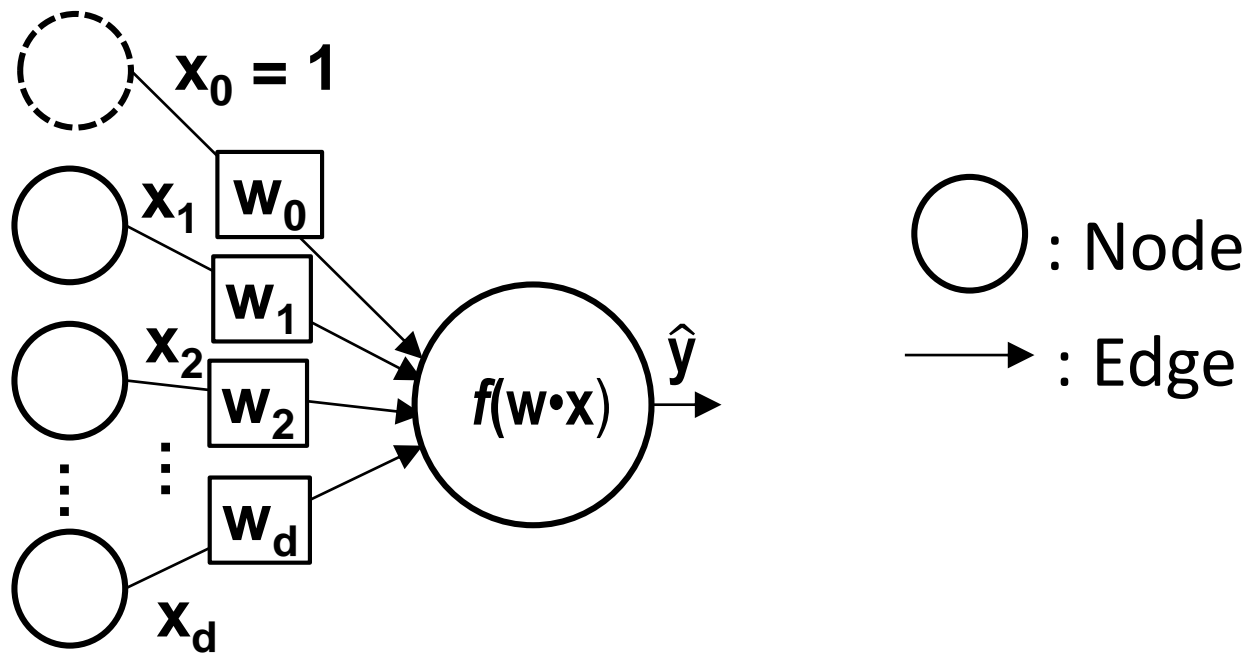 x₀ = 1
w₀
x₁
w₁
x₂
w₂
⋮
⋮
w_d
x_d
f(w•x)
ŷ
: Node
: Edge